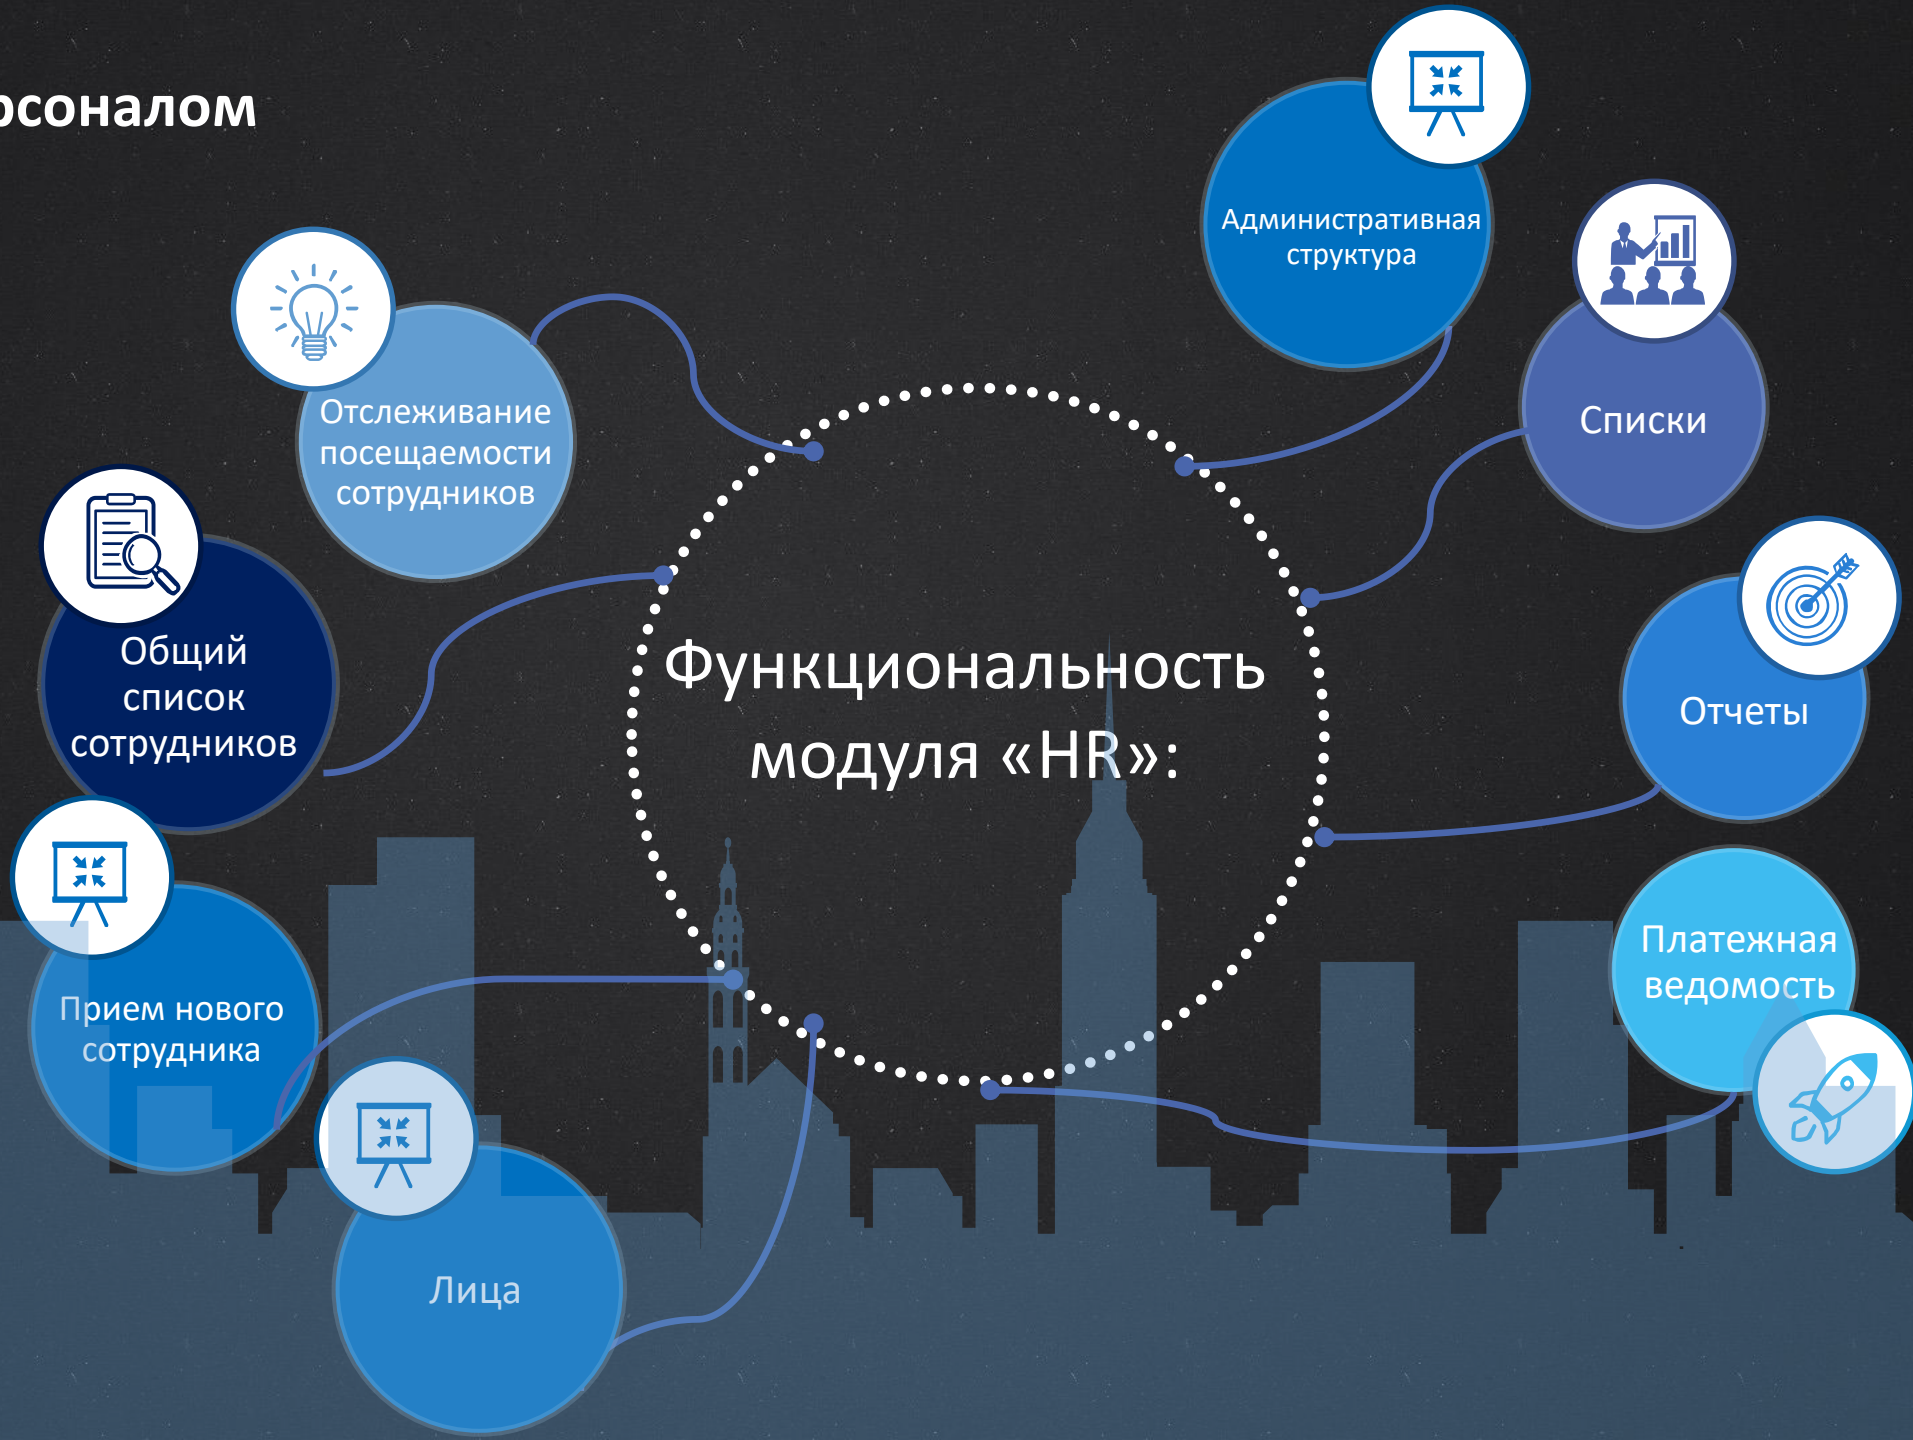 рсоналом
Административная
структура
Списки
Отслеживание
посещаемости
сотрудников
Общий
список
сотрудников
Функциональность
модуля «HR»:
Отчеты
Платежная
ведомость
Прием нового
сотрудника
Лица